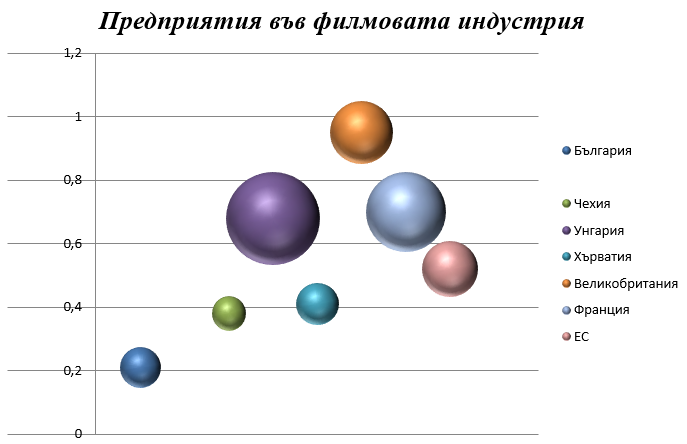 Предприятия във филмовата индустрия
1,2
1
0,8
0,6
0,4
0,2
0
България
Чехия
Унгария
Хърватия
Великобритания
Франция
ЕС